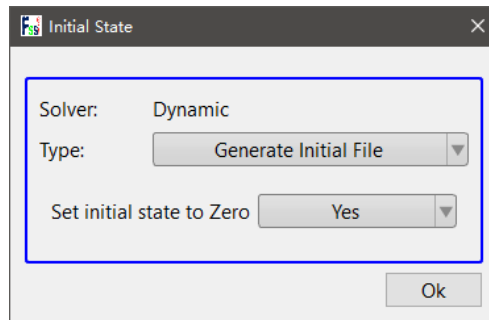 Initial State
Solver: Dynamic
Type: Generate Initial File
Set initial state to Zero Yes
Ok